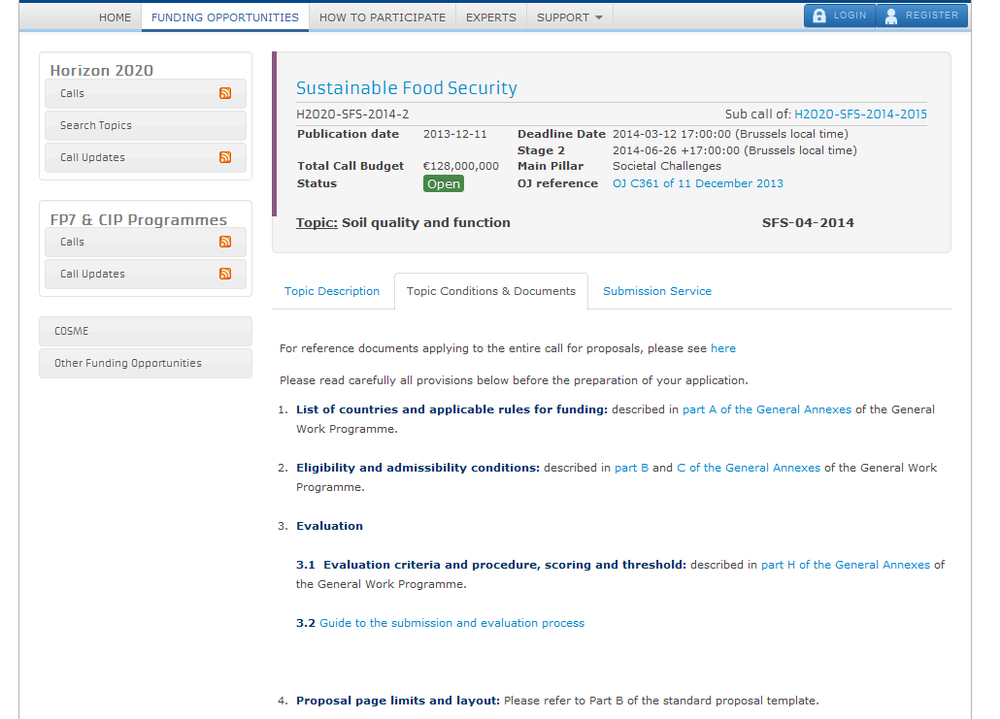 HOME FUNDING OPPORTUNITIES HOW TO PARTICIPATE EXPERTS SUPPORT LOGIN REGISTER
Horizon 2020
Calls
Search Topics
Call Updates
FP7 & CIP Programmes
Calls
Call Updates
COSME
Other Funding Opportunities
Sustainable Food Security
H2020-SFS-2014-2 Sub call of: H2020-SFS-2014-2015
Publication date 2013-12-11 Deadline Date 2014-03-12 17:00:00 (Brussels local time)
Stage 2 2014-06-26 +17:00:00 (Brussels local time)
Total Call Budget €128,000,000 Main Pillar Societal Challenges
Status Open OJ reference OJ C361 of 11 December 2013
Topic: Soil quality and function SFS-04-2014
Topic Description Topic Conditions & Documents Submission Service
For reference documents applying to the entire call for proposals, please see here
Please read carefully all provisions below before the preparation of your application.
1. List of countries and applicable rules for funding: described in part A of the General Annexes of the General
Work Programme.
2. Eligibility and admissibility conditions: described in part B and C of the General Annexes of the General Work
Programme.
3. Evaluation
3.1 Evaluation criteria and procedure, scoring and threshold: described in part H of the General Annexes of
the General Work Programme.
3.2 Guide to the submission and evaluation process
4. Proposal page limits and layout: Please refer to Part B of the standard proposal template.